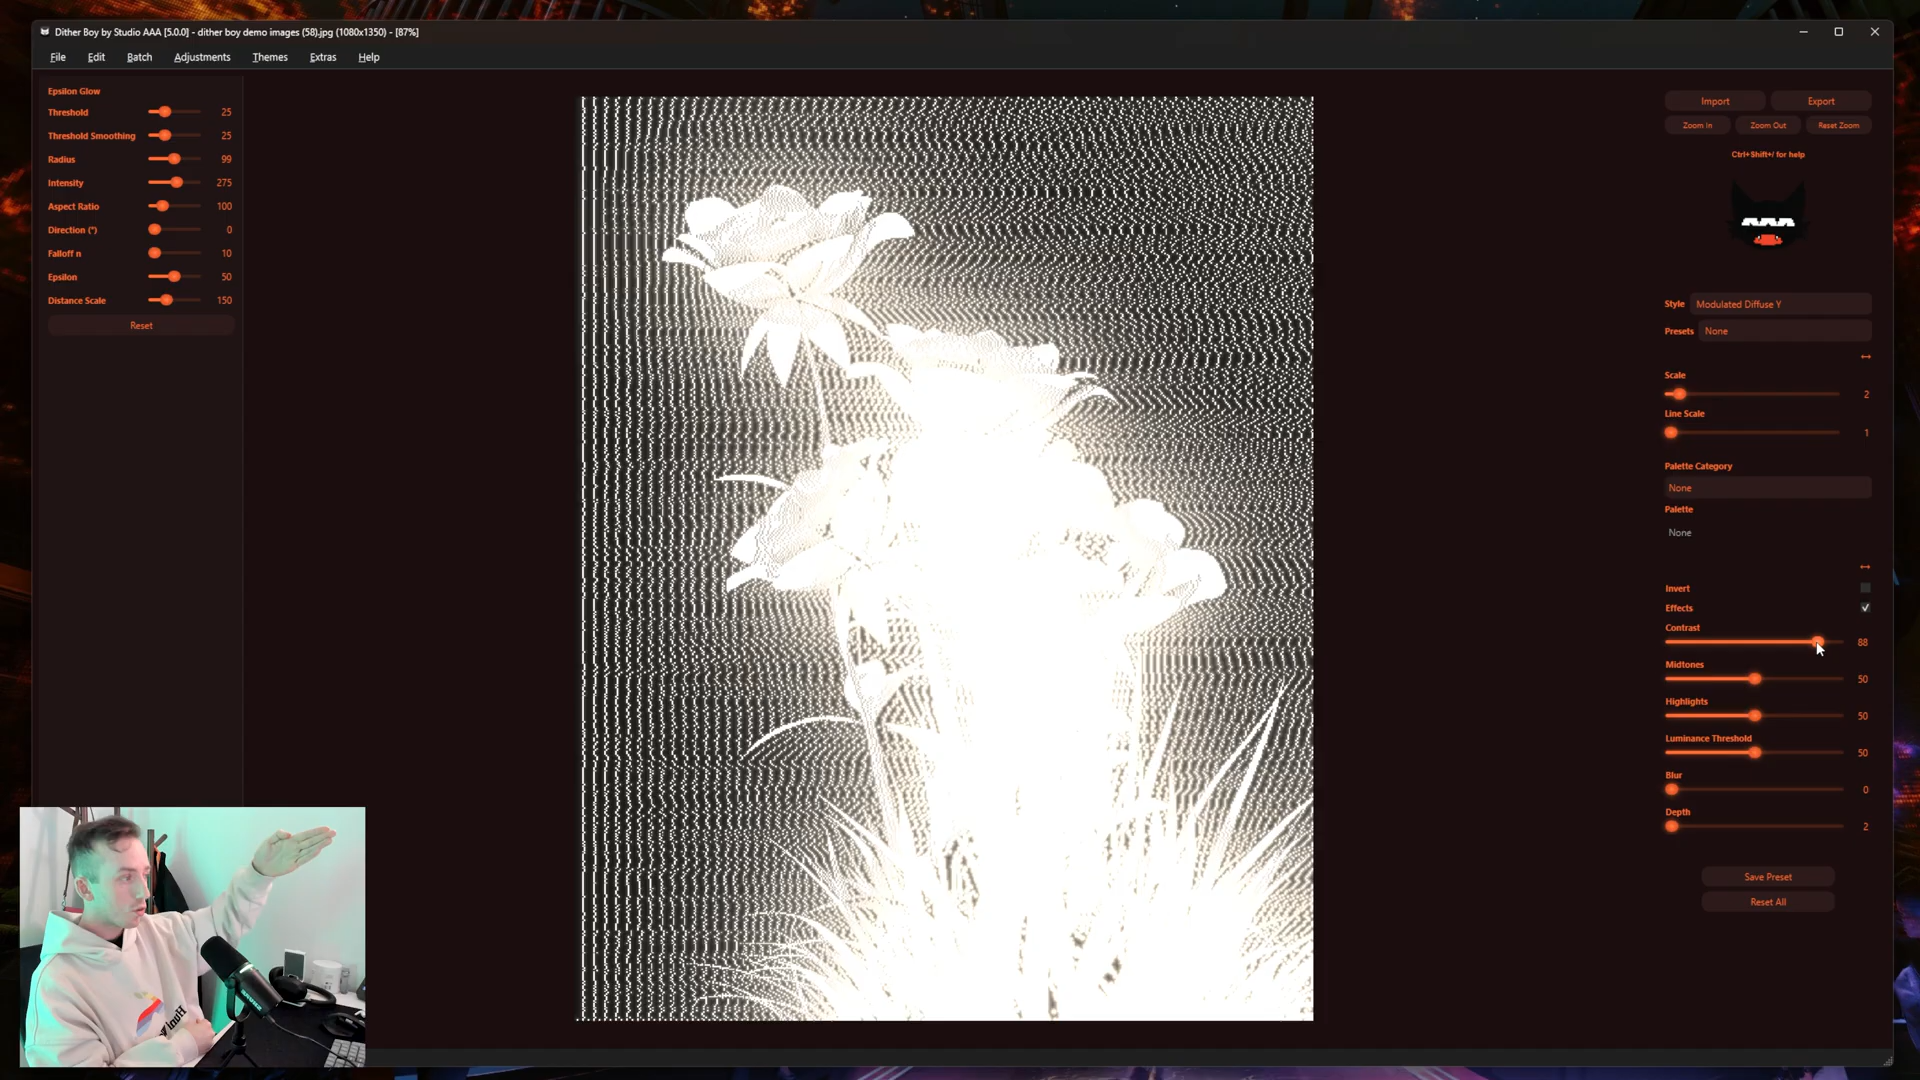 Dither Boy by Studio AAA [5.0.0] - dither boy demo images (58).jpg (1080x1350) - [87%]
File Edit Batch Adjustments Themes Extras Help
Epsilon Glow
Threshold 25
Threshold Smoothing 25
Radius 99
Intensity 275
Aspect Ratio 100
Direction (°) 0
Falloff n 10
Epsilon 50
Distance Scale 150
Reset
Import Export
Zoom In Zoom Out Reset Zoom
Ctrl+Shift+/ for help
AAA
Style Modulated Diffuse Y
Presets None
Scale
2
Line Scale
1
Palette Category
None
Palette
None
Invert
Effects
Contrast
88
Midtones
50
Highlights
50
Luminance Threshold
50
Blur
0
Depth
2
Save Preset
Reset All